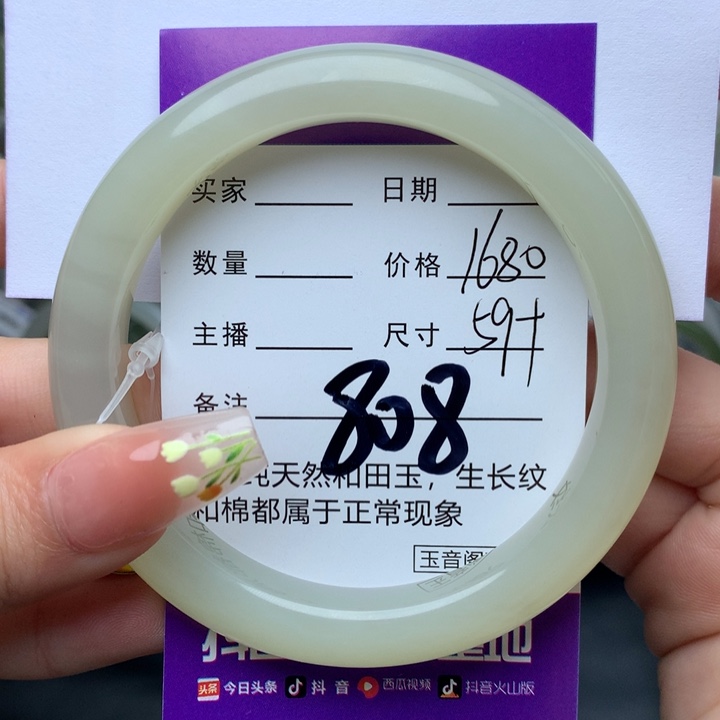 买家 日期
数量 价格 1680
主播 尺寸 59+
备注 808
纯天然和田玉，生长纹
和棉都属于正常现象
玉音阁
头条 今日头条 抖音 西瓜视频 抖音火山版